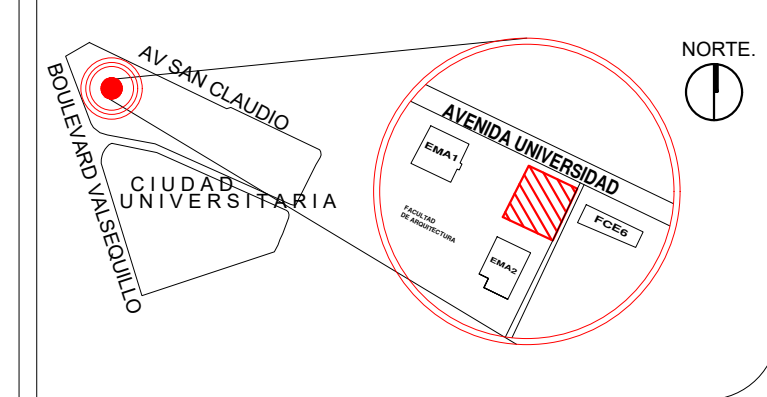 AV SAN CLAUDIO
BOULEVARD VALSEQUILLO
CIUDAD
UNIVERSITARIA
AVENIDA UNIVERSIDAD
EMA1
FACULTAD
DE ARQUITECTURA
EMA2
FCE6
NORTE.